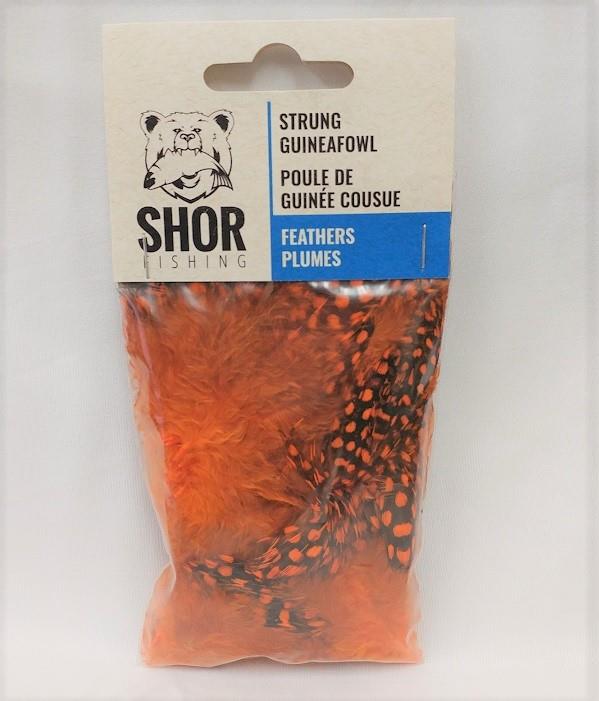 SHOR
FISHING
STRUNG
GUINEAFOWL
POULE DE
GUINÉE COUSUE
FEATHERS
PLUMES